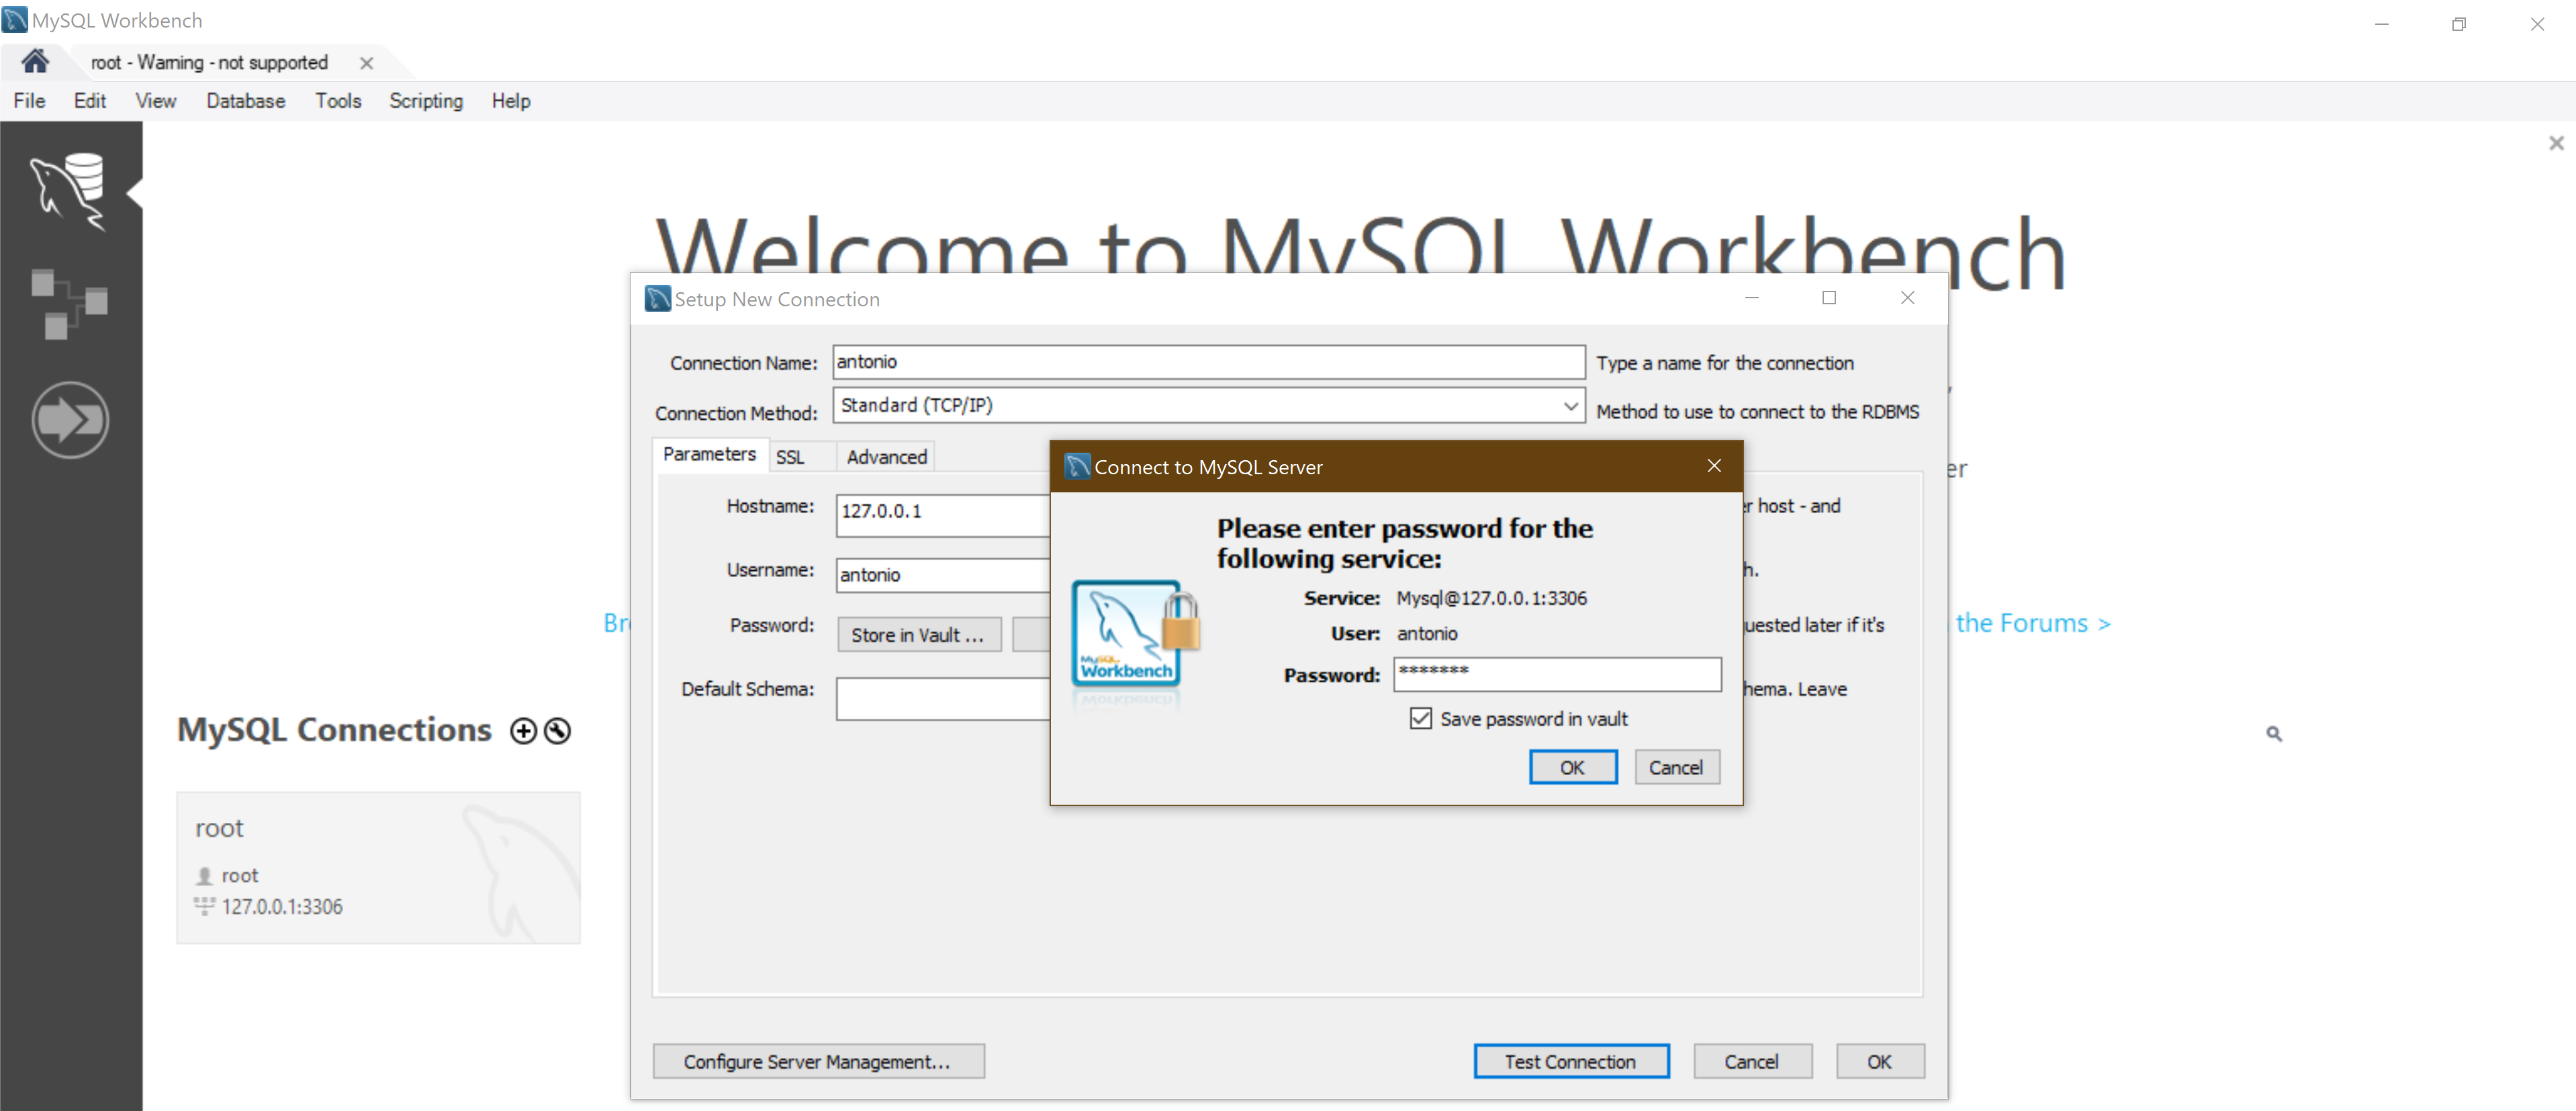 MySQL Workbench
root - Warning - not supported
File Edit View Database Tools Scripting Help
Welcome to MySQL Workbench
Setup New Connection
Connection Name: antonio Type a name for the connection
Connection Method: Standard (TCP/IP) Method to use to connect to the RDBMS
Parameters SSL Advanced
Connect to MySQL Server
er
Hostname: 127.0.0.1 host - and
Please enter password for the
following service:
Username: antonio h.
Service: Mysql@127.0.0.1:3306
Password: Store in Vault ... uested later if it's
the Forums >
User: antonio
Password: *******
MySQL
Workbench
Default Schema: hema. Leave
Save password in vault
OK Cancel
MySQL Connections
root
root
127.0.0.1:3306
Configure Server Management... Test Connection Cancel OK